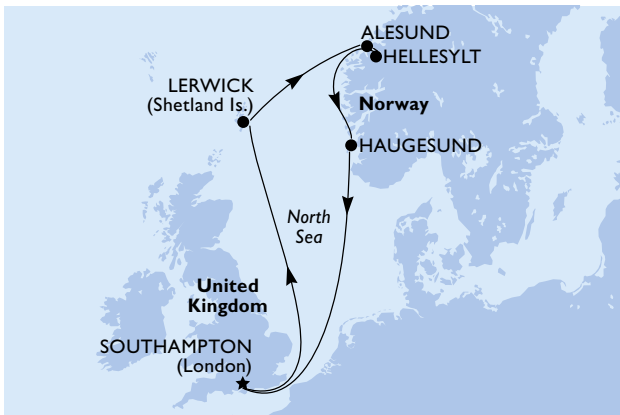 ALESUND
HELLESYLT
LERWICK
(Shetland Is.)
Norway
HAUGESUND
North
Sea
United
Kingdom
SOUTHAMPTON
(London)